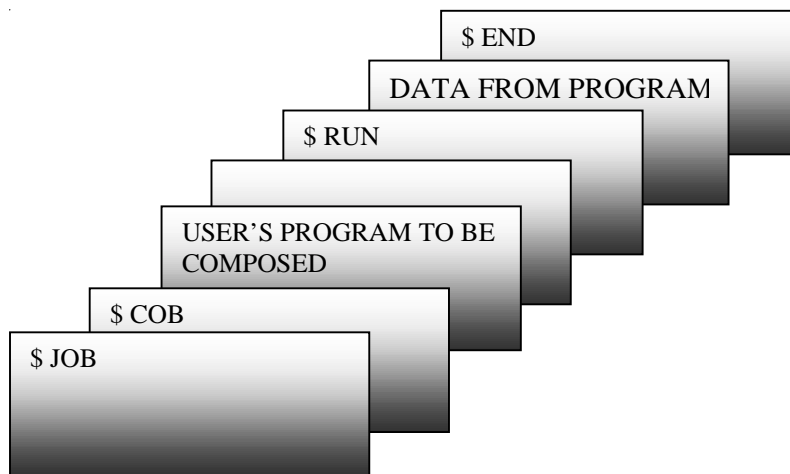 $ END
DATA FROM PROGRAM
$ RUN
USER'S PROGRAM TO BE
COMPOSED
$ COB
$ JOB